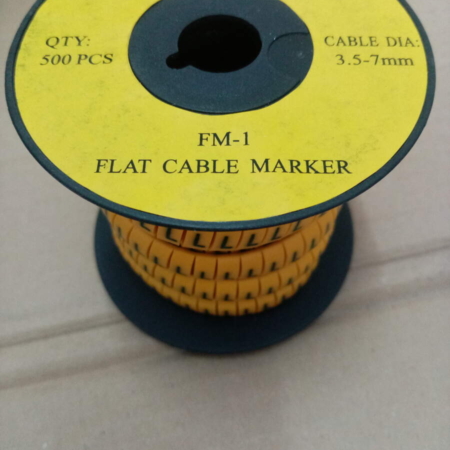 QTY:
500 PCS
CABLE DIA:
3.5-7mm
FM-1
FLAT CABLE MARKER
L L L L L L L